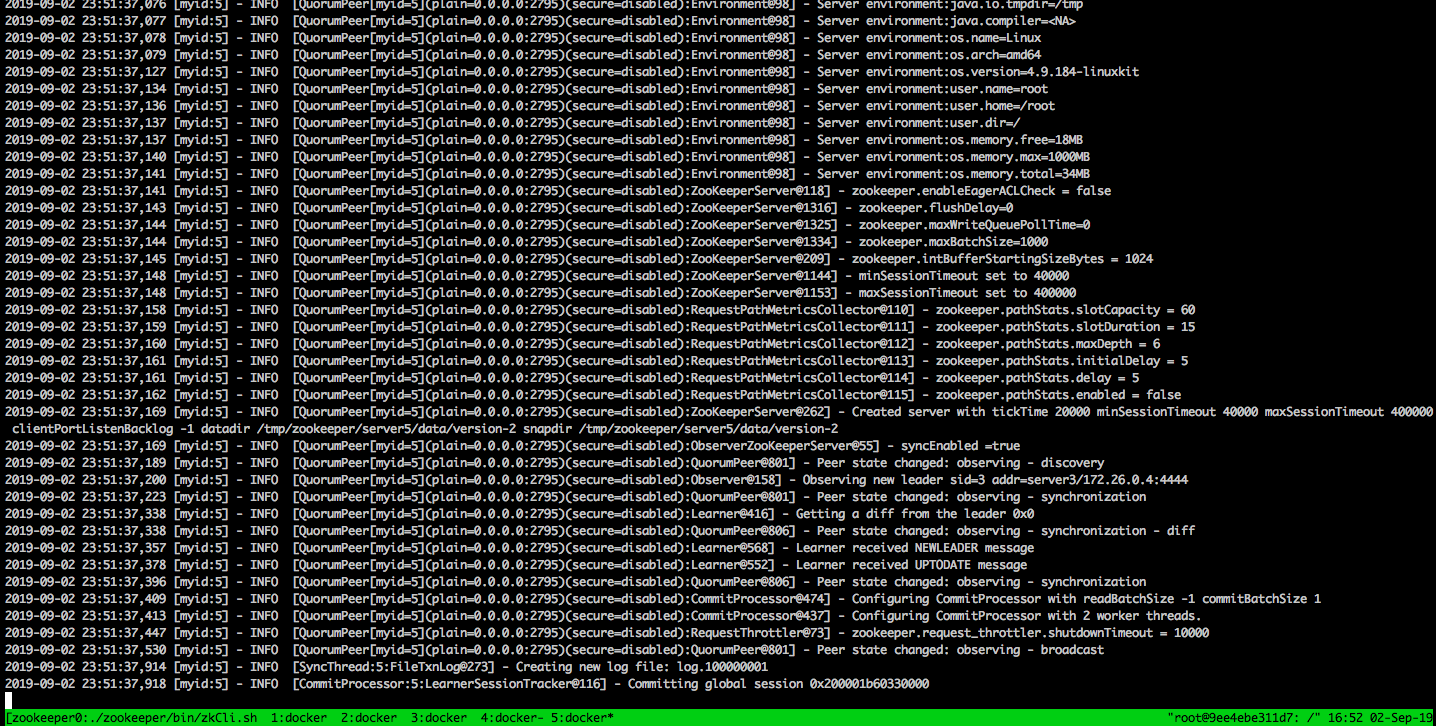 2019-09-02 23:51:37,076 [myid:5] - INFO  [QuorumPeer[myid=5](plain=0.0.0.0:2795)(secure=disabled):Environment@98] - Server environment:java.io.tmpdir=/tmp
2019-09-02 23:51:37,077 [myid:5] - INFO  [QuorumPeer[myid=5](plain=0.0.0.0:2795)(secure=disabled):Environment@98] - Server environment:java.compiler=<NA>
2019-09-02 23:51:37,078 [myid:5] - INFO  [QuorumPeer[myid=5](plain=0.0.0.0:2795)(secure=disabled):Environment@98] - Server environment:os.name=Linux
2019-09-02 23:51:37,079 [myid:5] - INFO  [QuorumPeer[myid=5](plain=0.0.0.0:2795)(secure=disabled):Environment@98] - Server environment:os.arch=amd64
2019-09-02 23:51:37,127 [myid:5] - INFO  [QuorumPeer[myid=5](plain=0.0.0.0:2795)(secure=disabled):Environment@98] - Server environment:os.version=4.9.184-linuxkit
2019-09-02 23:51:37,134 [myid:5] - INFO  [QuorumPeer[myid=5](plain=0.0.0.0:2795)(secure=disabled):Environment@98] - Server environment:user.name=root
2019-09-02 23:51:37,136 [myid:5] - INFO  [QuorumPeer[myid=5](plain=0.0.0.0:2795)(secure=disabled):Environment@98] - Server environment:user.home=/root
2019-09-02 23:51:37,137 [myid:5] - INFO  [QuorumPeer[myid=5](plain=0.0.0.0:2795)(secure=disabled):Environment@98] - Server environment:user.dir=/
2019-09-02 23:51:37,137 [myid:5] - INFO  [QuorumPeer[myid=5](plain=0.0.0.0:2795)(secure=disabled):Environment@98] - Server environment:os.memory.free=18MB
2019-09-02 23:51:37,140 [myid:5] - INFO  [QuorumPeer[myid=5](plain=0.0.0.0:2795)(secure=disabled):Environment@98] - Server environment:os.memory.max=1000MB
2019-09-02 23:51:37,141 [myid:5] - INFO  [QuorumPeer[myid=5](plain=0.0.0.0:2795)(secure=disabled):Environment@98] - Server environment:os.memory.total=34MB
2019-09-02 23:51:37,141 [myid:5] - INFO  [QuorumPeer[myid=5](plain=0.0.0.0:2795)(secure=disabled):ZooKeeperServer@118] - zookeeper.enableEagerACLCheck = false
2019-09-02 23:51:37,143 [myid:5] - INFO  [QuorumPeer[myid=5](plain=0.0.0.0:2795)(secure=disabled):ZooKeeperServer@1316] - zookeeper.flushDelay=0
2019-09-02 23:51:37,144 [myid:5] - INFO  [QuorumPeer[myid=5](plain=0.0.0.0:2795)(secure=disabled):ZooKeeperServer@1325] - zookeeper.maxWriteQueuePollTime=0
2019-09-02 23:51:37,144 [myid:5] - INFO  [QuorumPeer[myid=5](plain=0.0.0.0:2795)(secure=disabled):ZooKeeperServer@1334] - zookeeper.maxBatchSize=1000
2019-09-02 23:51:37,145 [myid:5] - INFO  [QuorumPeer[myid=5](plain=0.0.0.0:2795)(secure=disabled):ZooKeeperServer@209] - zookeeper.intBufferStartingSizeBytes = 1024
2019-09-02 23:51:37,148 [myid:5] - INFO  [QuorumPeer[myid=5](plain=0.0.0.0:2795)(secure=disabled):ZooKeeperServer@1144] - minSessionTimeout set to 40000
2019-09-02 23:51:37,148 [myid:5] - INFO  [QuorumPeer[myid=5](plain=0.0.0.0:2795)(secure=disabled):ZooKeeperServer@1153] - maxSessionTimeout set to 400000
2019-09-02 23:51:37,158 [myid:5] - INFO  [QuorumPeer[myid=5](plain=0.0.0.0:2795)(secure=disabled):RequestPathMetricsCollector@110] - zookeeper.pathStats.slotCapacity = 60
2019-09-02 23:51:37,159 [myid:5] - INFO  [QuorumPeer[myid=5](plain=0.0.0.0:2795)(secure=disabled):RequestPathMetricsCollector@111] - zookeeper.pathStats.slotDuration = 15
2019-09-02 23:51:37,160 [myid:5] - INFO  [QuorumPeer[myid=5](plain=0.0.0.0:2795)(secure=disabled):RequestPathMetricsCollector@112] - zookeeper.pathStats.maxDepth = 6
2019-09-02 23:51:37,161 [myid:5] - INFO  [QuorumPeer[myid=5](plain=0.0.0.0:2795)(secure=disabled):RequestPathMetricsCollector@113] - zookeeper.pathStats.initialDelay = 5
2019-09-02 23:51:37,161 [myid:5] - INFO  [QuorumPeer[myid=5](plain=0.0.0.0:2795)(secure=disabled):RequestPathMetricsCollector@114] - zookeeper.pathStats.delay = 5
2019-09-02 23:51:37,162 [myid:5] - INFO  [QuorumPeer[myid=5](plain=0.0.0.0:2795)(secure=disabled):RequestPathMetricsCollector@115] - zookeeper.pathStats.enabled = false
2019-09-02 23:51:37,169 [myid:5] - INFO  [QuorumPeer[myid=5](plain=0.0.0.0:2795)(secure=disabled):ZooKeeperServer@262] - Created server with tickTime 20000 minSessionTimeout 40000 maxSessionTimeout 400000
 clientPortListenBacklog -1 datadir /tmp/zookeeper/server5/data/version-2 snapdir /tmp/zookeeper/server5/data/version-2
2019-09-02 23:51:37,169 [myid:5] - INFO  [QuorumPeer[myid=5](plain=0.0.0.0:2795)(secure=disabled):ObserverZooKeeperServer@55] - syncEnabled =true
2019-09-02 23:51:37,189 [myid:5] - INFO  [QuorumPeer[myid=5](plain=0.0.0.0:2795)(secure=disabled):QuorumPeer@801] - Peer state changed: observing - discovery
2019-09-02 23:51:37,200 [myid:5] - INFO  [QuorumPeer[myid=5](plain=0.0.0.0:2795)(secure=disabled):Observer@158] - Observing new leader sid=3 addr=server3/172.26.0.4:4444
2019-09-02 23:51:37,223 [myid:5] - INFO  [QuorumPeer[myid=5](plain=0.0.0.0:2795)(secure=disabled):QuorumPeer@801] - Peer state changed: observing - synchronization
2019-09-02 23:51:37,338 [myid:5] - INFO  [QuorumPeer[myid=5](plain=0.0.0.0:2795)(secure=disabled):Learner@416] - Getting a diff from the leader 0x0
2019-09-02 23:51:37,338 [myid:5] - INFO  [QuorumPeer[myid=5](plain=0.0.0.0:2795)(secure=disabled):QuorumPeer@806] - Peer state changed: observing - synchronization - diff
2019-09-02 23:51:37,357 [myid:5] - INFO  [QuorumPeer[myid=5](plain=0.0.0.0:2795)(secure=disabled):Learner@568] - Learner received NEWLEADER message
2019-09-02 23:51:37,378 [myid:5] - INFO  [QuorumPeer[myid=5](plain=0.0.0.0:2795)(secure=disabled):Learner@552] - Learner received UPTODATE message
2019-09-02 23:51:37,396 [myid:5] - INFO  [QuorumPeer[myid=5](plain=0.0.0.0:2795)(secure=disabled):QuorumPeer@806] - Peer state changed: observing - synchronization
2019-09-02 23:51:37,409 [myid:5] - INFO  [QuorumPeer[myid=5](plain=0.0.0.0:2795)(secure=disabled):CommitProcessor@474] - Configuring CommitProcessor with readBatchSize -1 commitBatchSize 1
2019-09-02 23:51:37,413 [myid:5] - INFO  [QuorumPeer[myid=5](plain=0.0.0.0:2795)(secure=disabled):CommitProcessor@437] - Configuring CommitProcessor with 2 worker threads.
2019-09-02 23:51:37,447 [myid:5] - INFO  [QuorumPeer[myid=5](plain=0.0.0.0:2795)(secure=disabled):RequestThrottler@73] - zookeeper.request_throttler.shutdownTimeout = 10000
2019-09-02 23:51:37,530 [myid:5] - INFO  [QuorumPeer[myid=5](plain=0.0.0.0:2795)(secure=disabled):QuorumPeer@801] - Peer state changed: observing - broadcast
2019-09-02 23:51:37,914 [myid:5] - INFO  [SyncThread:5:FileTxnLog@273] - Creating new log file: log.100000001
2019-09-02 23:51:37,918 [myid:5] - INFO  [CommitProcessor:5:LearnerSessionTracker@116] - Committing global session 0x200001b60330000
[zookeeper0:./zookeeper/bin/zkCli.sh  1:docker  2:docker  3:docker  4:docker- 5:docker*  "root@9ee4ebe311d7: /" 16:52 02-Sep-19